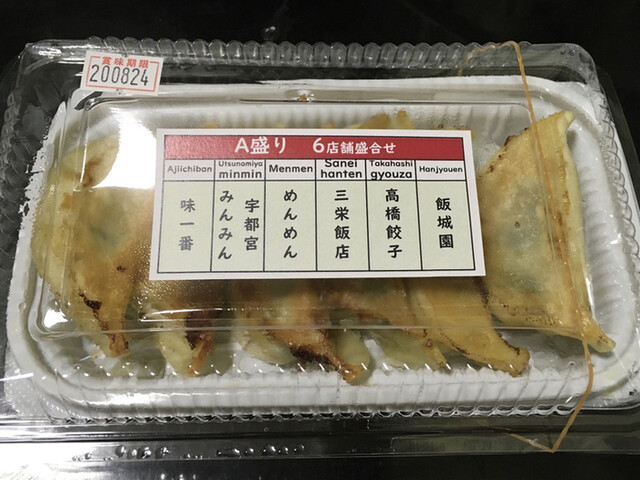 賞味期限
200824
A盛り 6店舗盛合せ
Ajiichiban
味一番
Utsunomiya
minmin
宇都宮
みんみん
Menmen
めんめん
Sanei
hanten
三栄飯店
Takahashi
gyouza
高橋餃子
Hanjyouen
飯城園